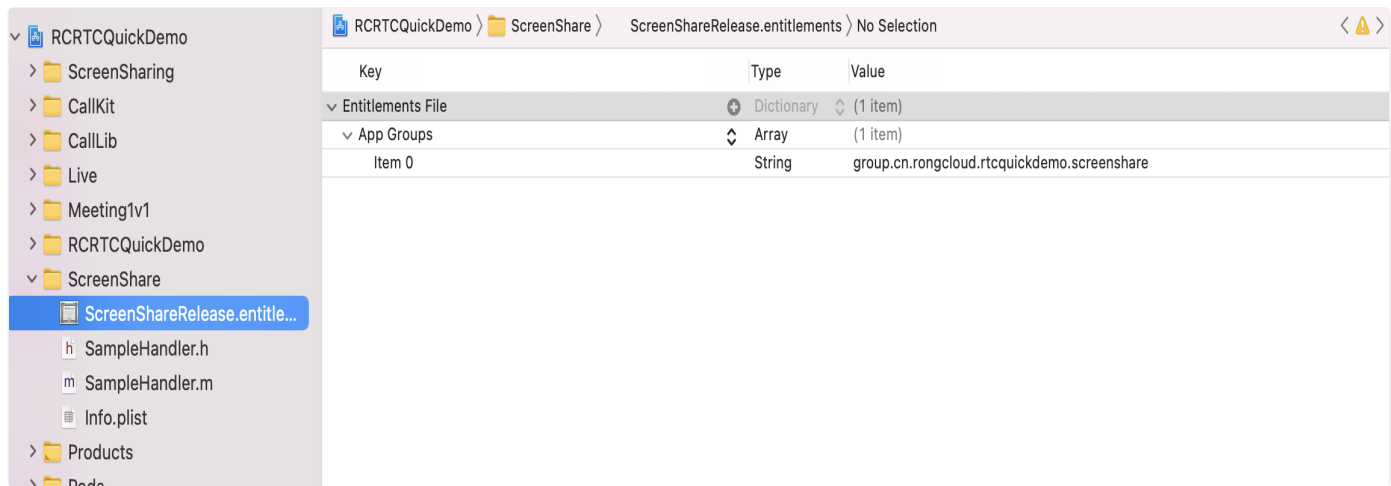 RCRTCQuickDemo
ScreenSharing
CallKit
CallLib
Live
Meeting1v1
RCRTCQuickDemo
ScreenShare
ScreenShareRelease.entitle...
h SampleHandler.h
m SampleHandler.m
Info.plist
Products
Pods
RCRTCQuickDemo ScreenShare ScreenShareRelease.entitlements No Selection
Key Type Value
Entitlements File Dictionary (1 item)
App Groups Array (1 item)
Item 0 String group.cn.rongcloud.rtcquickdemo.screenshare